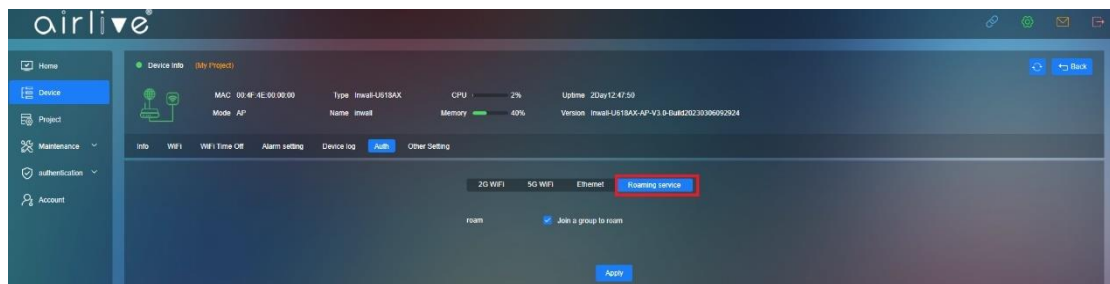 airlive
Home
Device
Project
Maintenance
authentication
Account
Device Info (My Project)
Back
MAC 00:4F:4E:00:00:00 Type Inwall-U618AX CPU 2% Uptime 2Day12:47:50
Mode AP Name inwall Memory 40% Version Inwall-U618AX-AP-V3.0-Build20230306092924
Info WiFi WiFi Time Off Alarm setting Device log Auth Other Setting
2G WiFi 5G WiFi Ethernet Roaming service
roam Join a group to roam
Apply